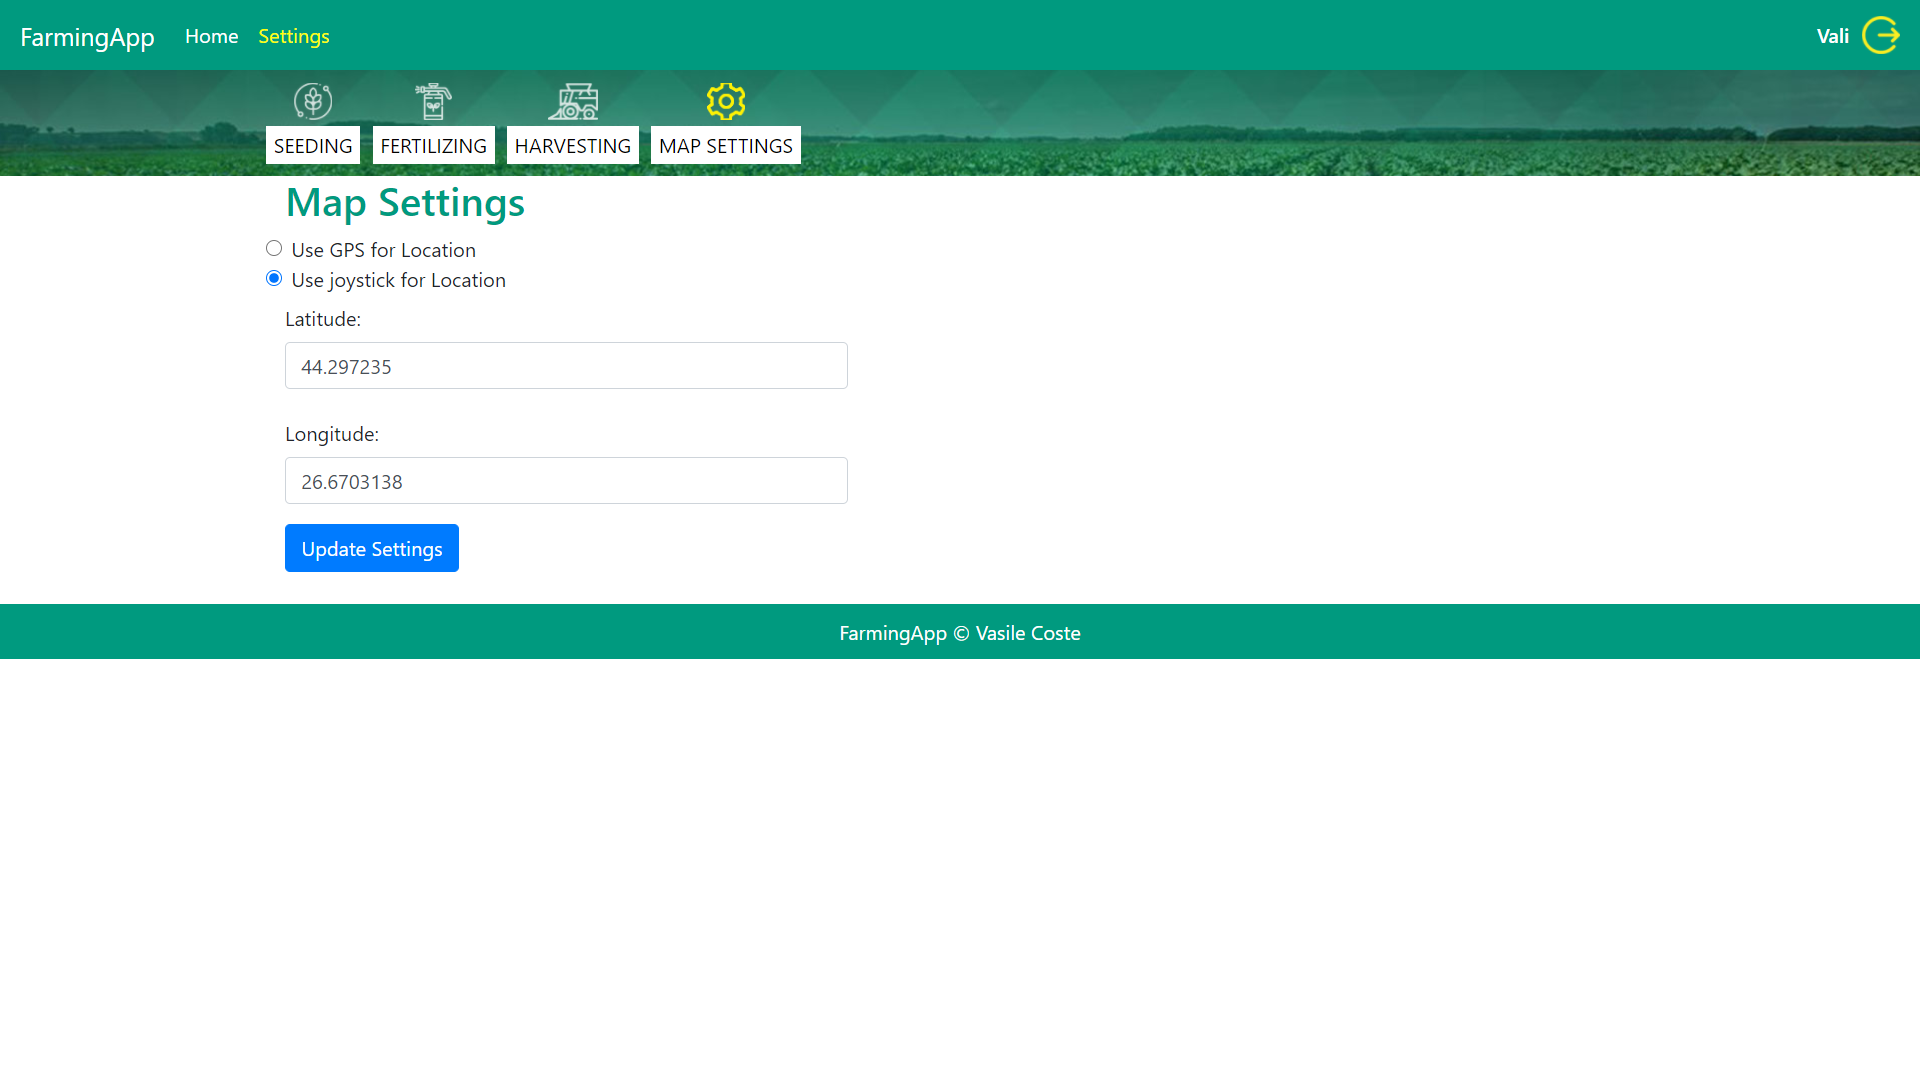 FarmingApp Home Settings Vali
SEEDING FERTILIZING HARVESTING MAP SETTINGS
Map Settings
Use GPS for Location
Use joystick for Location
Latitude:
44.297235
Longitude:
26.6703138
Update Settings
FarmingApp © Vasile Coste